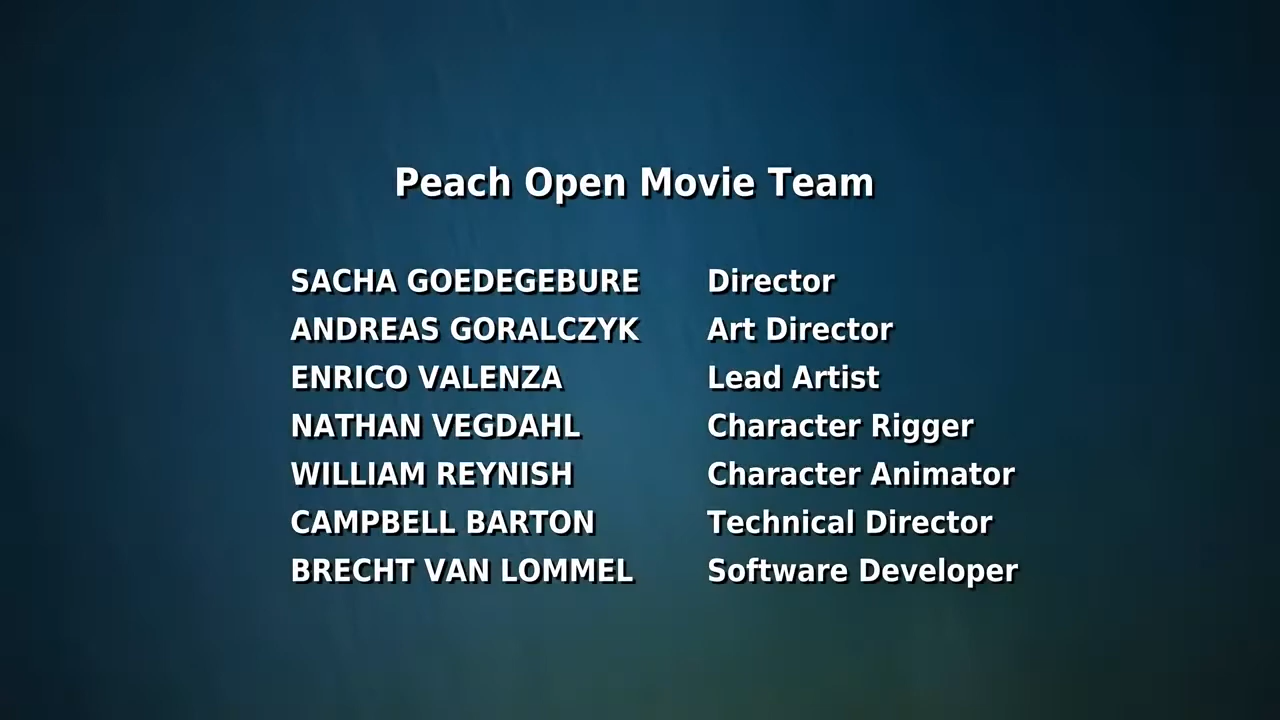 Peach Open Movie Team
SACHA GOEDEGEBURE Director
ANDREAS GORALCZYK Art Director
ENRICO VALENZA Lead Artist
NATHAN VEGDAHL Character Rigger
WILLIAM REYNISH Character Animator
CAMPBELL BARTON Technical Director
BRECHT VAN LOMMEL Software Developer